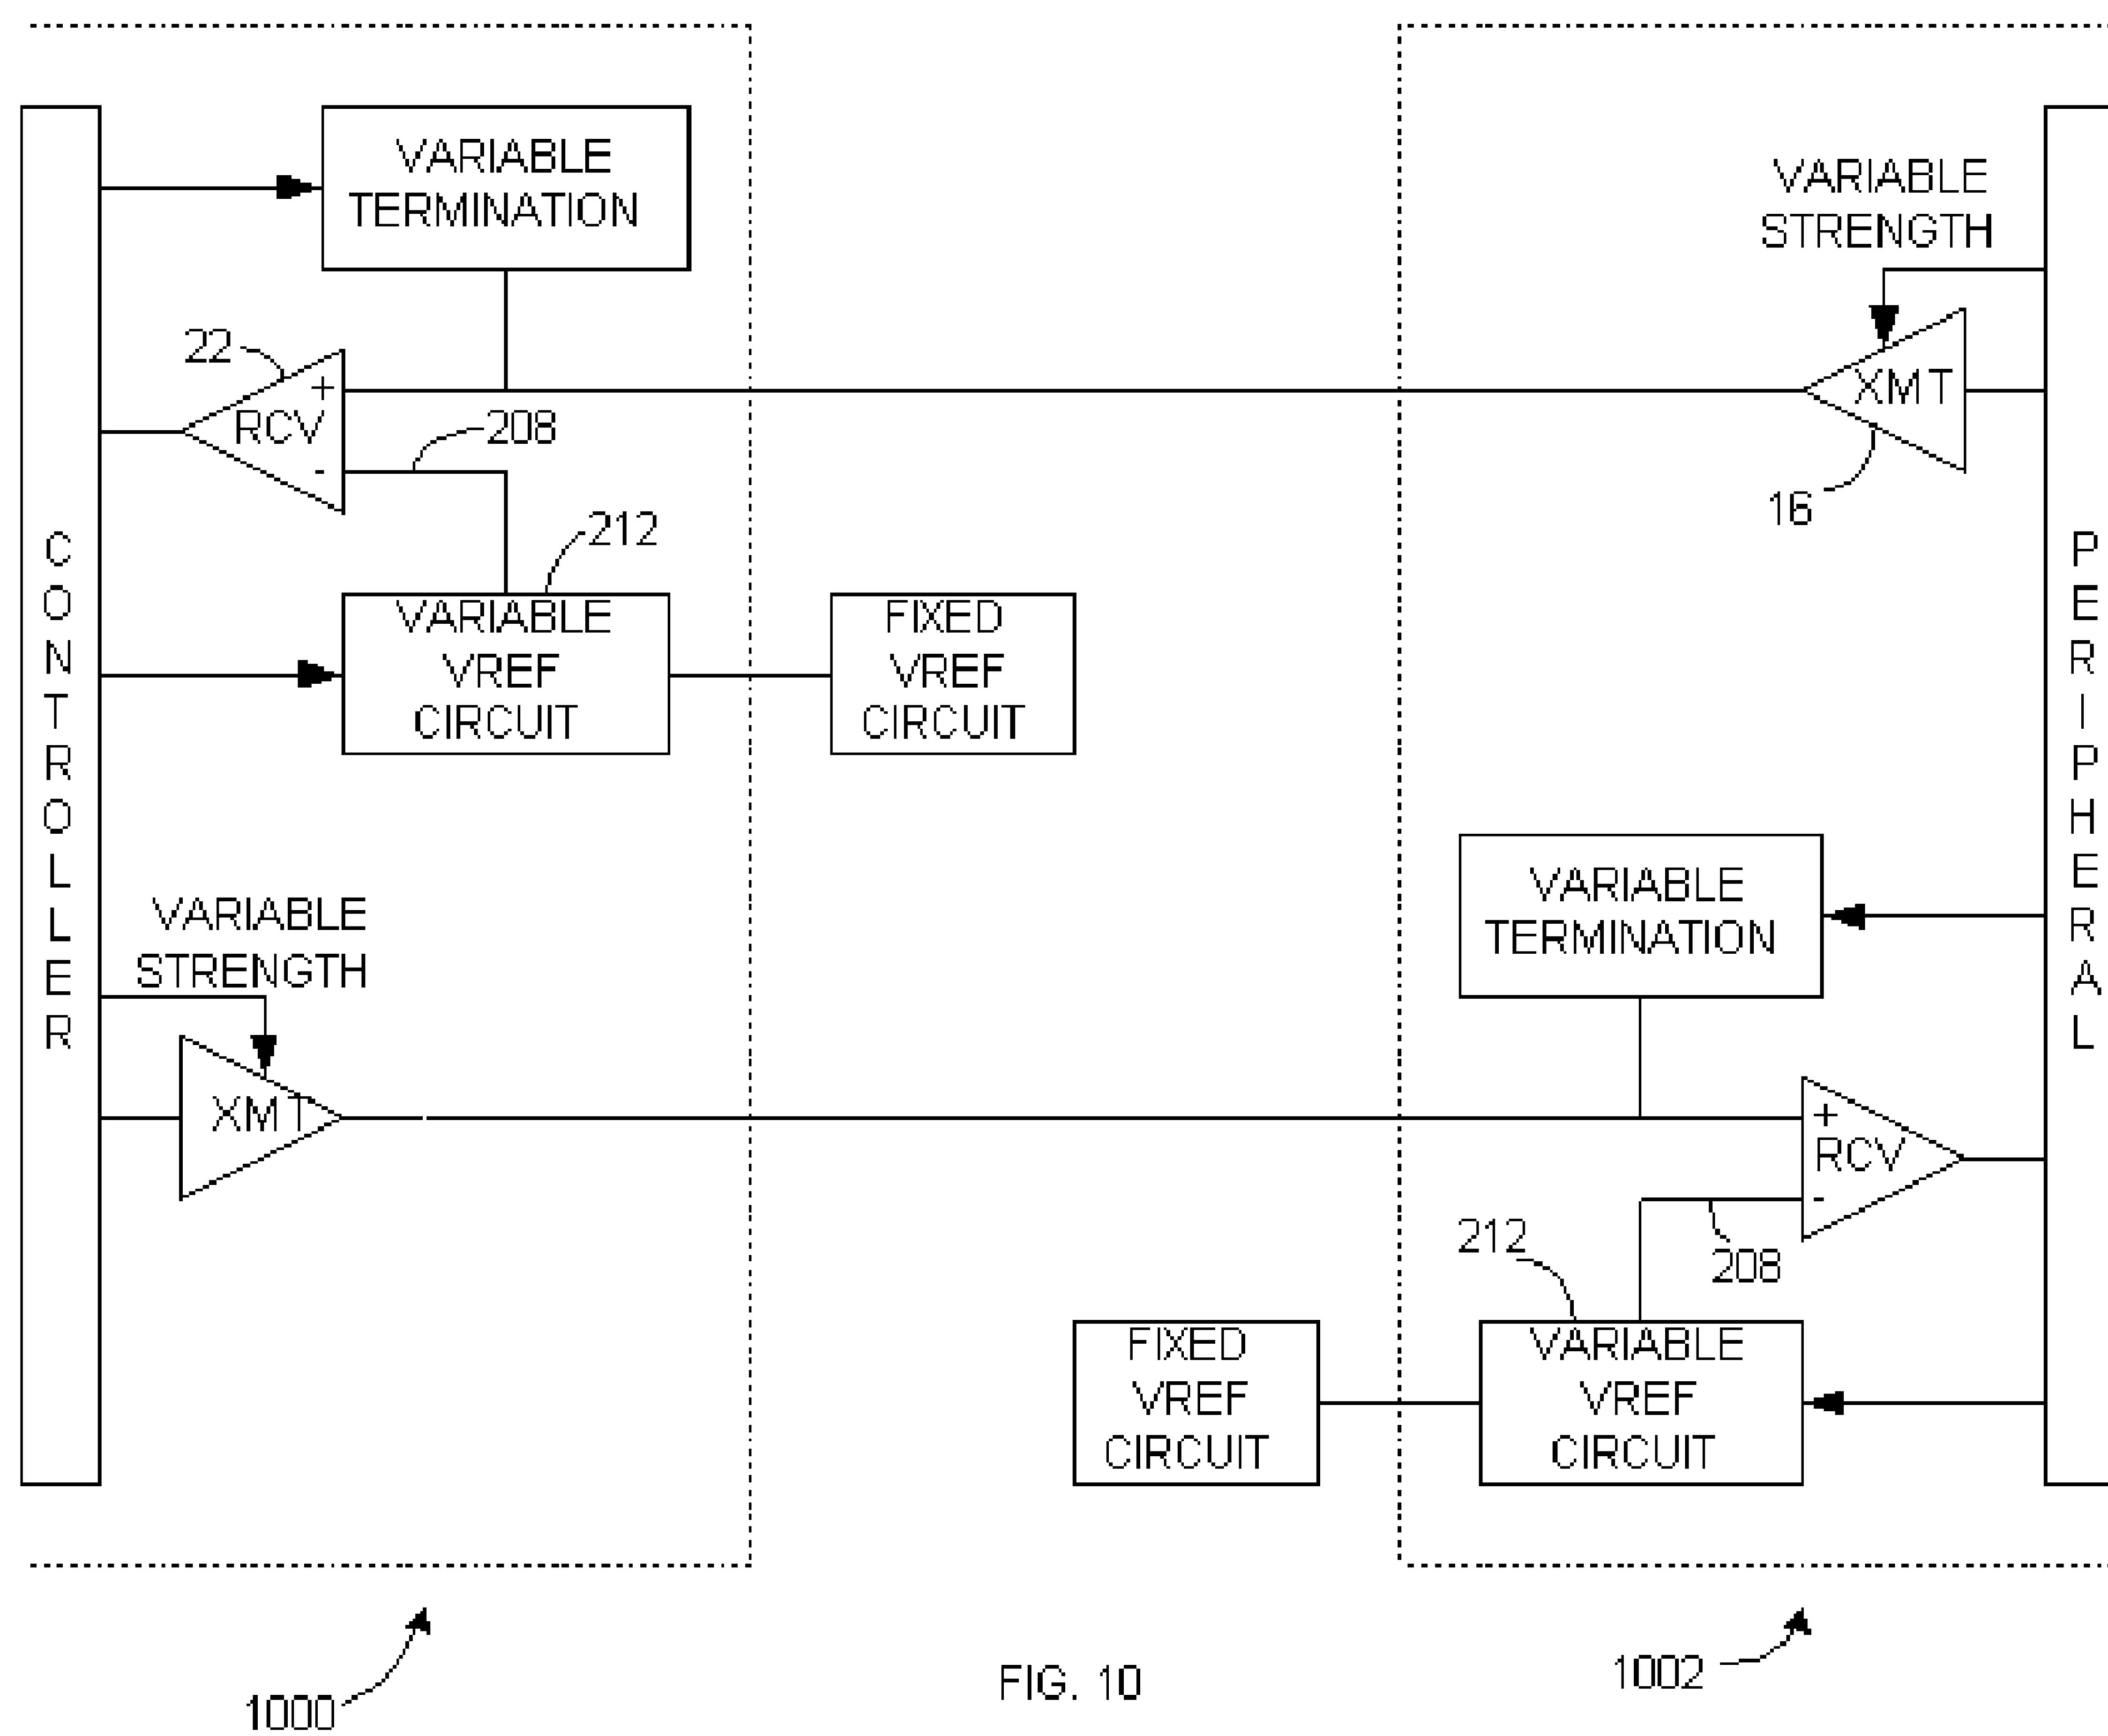 VARIABLE
TERMINATION
VARIABLE
STRENGTH
22
+
RCV
-
208
XMT
16
212
VARIABLE
VREF
CIRCUIT
FIXED
VREF
CIRCUIT
CONTROLLER
PERIPHERAL
VARIABLE
STRENGTH
XMT
VARIABLE
TERMINATION
+
RCV
-
208
212
FIXED
VREF
CIRCUIT
VARIABLE
VREF
CIRCUIT
1000
FIG. 10
1002